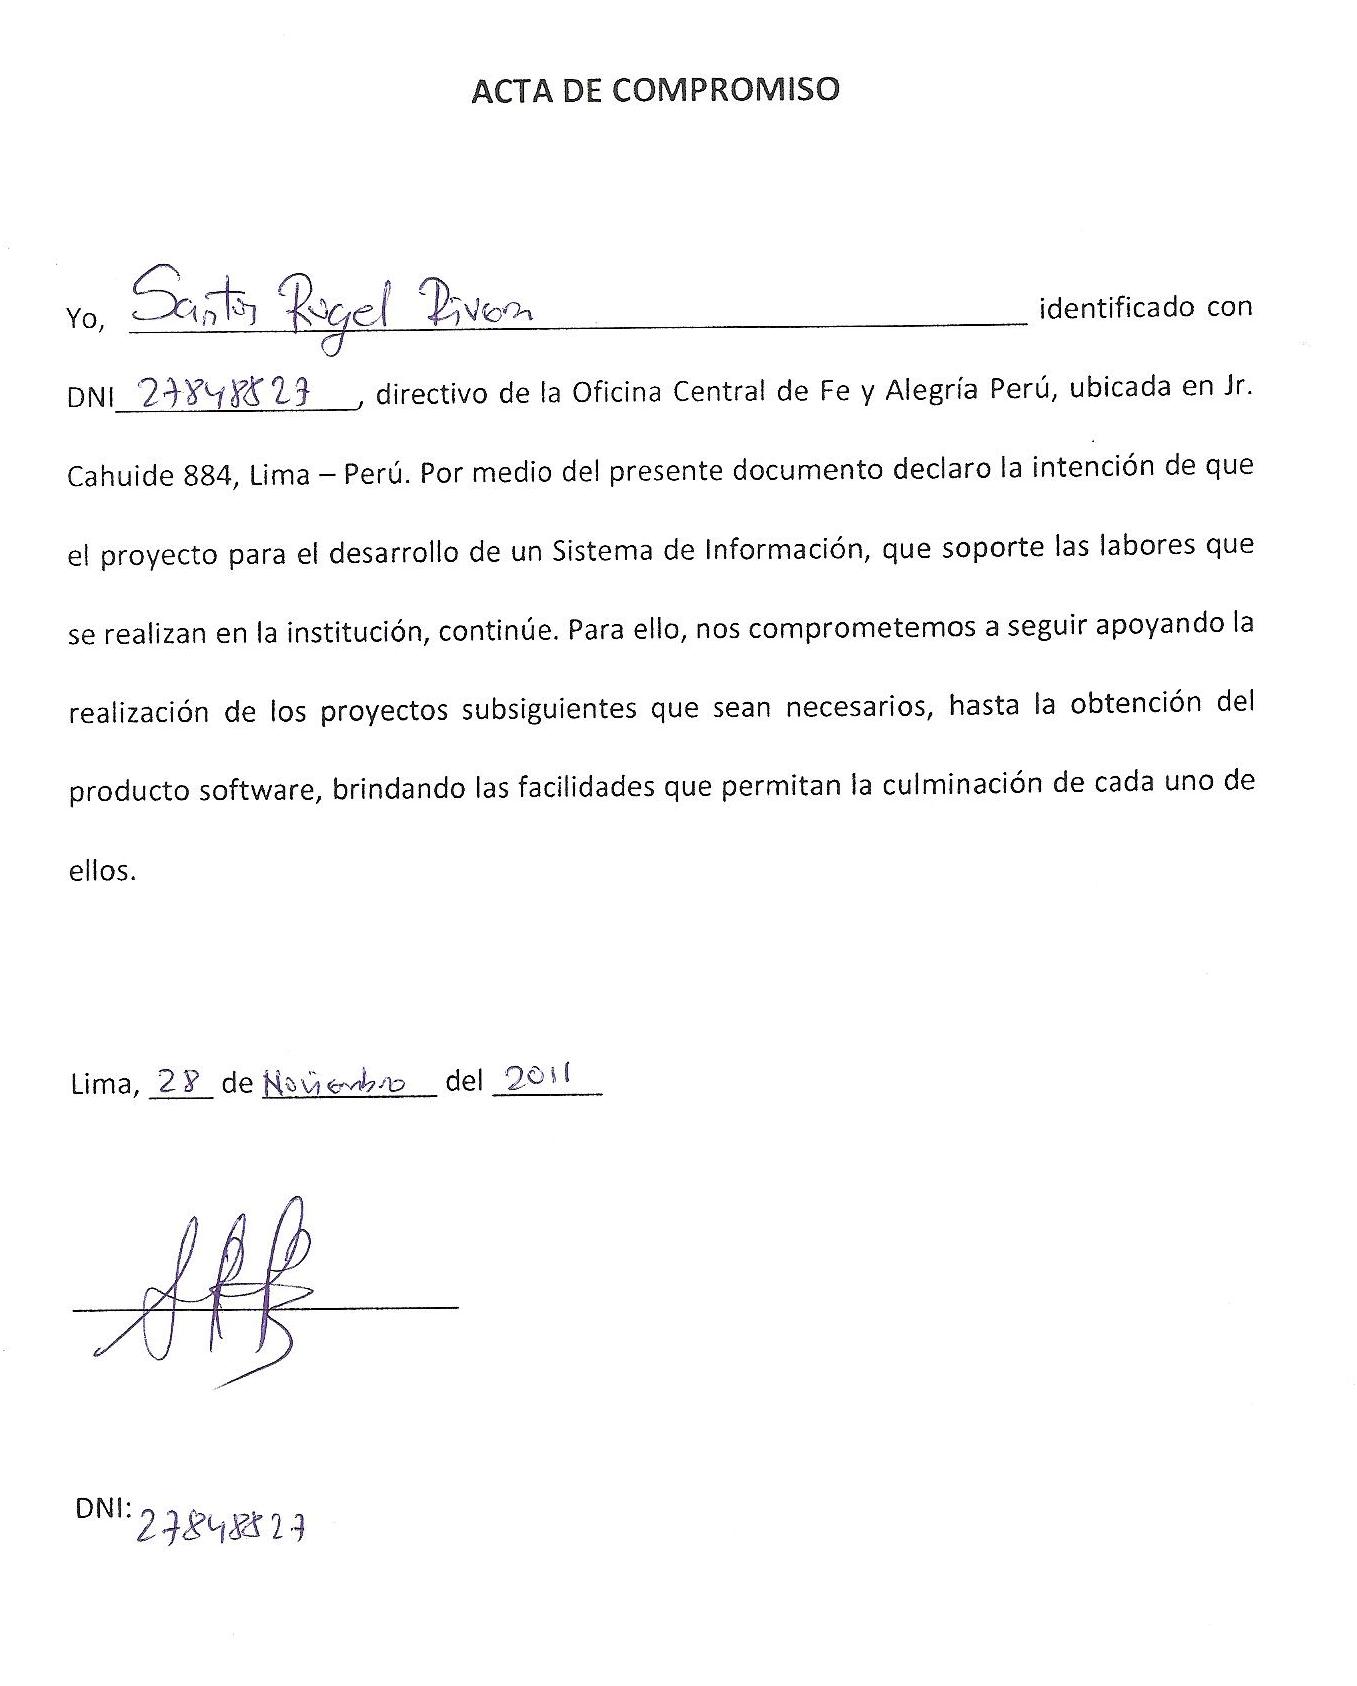 ACTA DE COMPROMISO
Yo, Santos Rugel Rivera identificado con
DNI 27848827, directivo de la Oficina Central de Fe y Alegría Perú, ubicada en Jr.
Cahuide 884, Lima – Perú. Por medio del presente documento declaro la intención de que
el proyecto para el desarrollo de un Sistema de Información, que soporte las labores que
se realizan en la institución, continúe. Para ello, nos comprometemos a seguir apoyando la
realización de los proyectos subsiguientes que sean necesarios, hasta la obtención del
producto software, brindando las facilidades que permitan la culminación de cada uno de
ellos.
Lima, 28 de Noviembro del 2011
DNI: 27848827